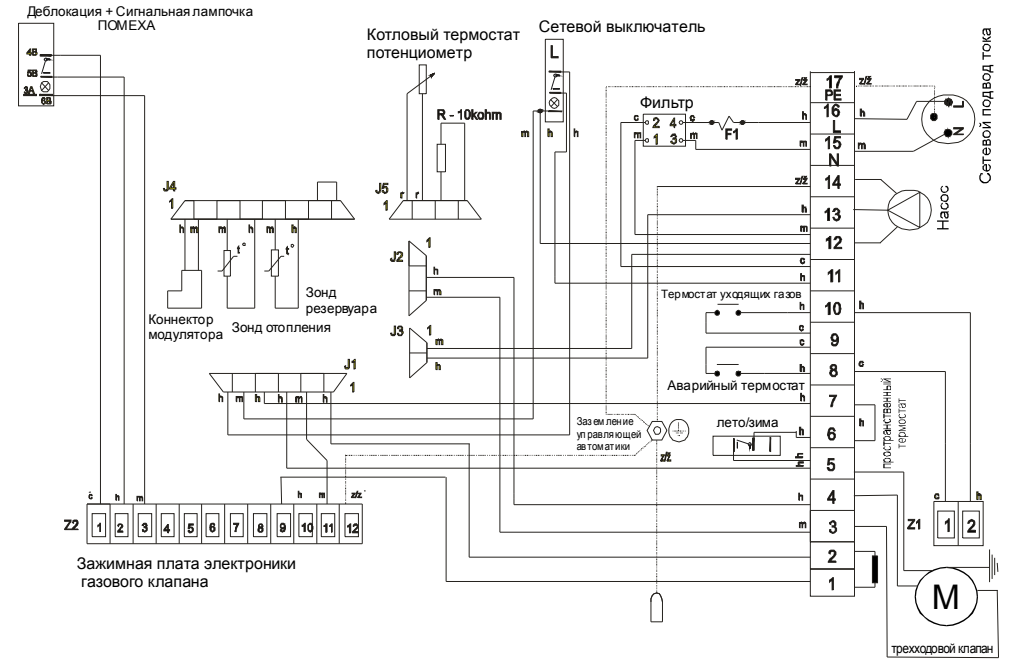 Деблокация + Сигнальная лампочка
ПОМЕХА
4B
5B
3A
6B
Котловый термостат
потенциометр
R - 10kohm
Сетевой выключатель
L
m h h
Фильтр
c 2 4 c
m 1 3 m
F1
z/ž 17 z/ž
PE
h 16 h
L
m 15 m
N
z/ž 14
h 13
m
12
c
11
h
Сетевой подвод тока
L
N
Насос
J4
1
h m m h m h
t°
t°
Коннектор
модулятора
Зонд отопления
Зонд
резервуара
J5
1
r r
J2
1
h
m
J3
1
m
h
J1
1
h m h h m h
Термостат уходящих газов
h 10 h
c 9
c
h 8 c
Аварийный термостат
h 7
h
h 6
h
h 5
пространственный
термостат
лето/зима
Заземление
управляющей
автоматики
z/ž
h 4
m 3
2
1
Z1
c h
1 2
M
трехходовой клапан
č h m h m z/ž
Z2
1 2 3 4 5 6 7 8 9 10 11 12
Зажимная плата электроники
газового клапана